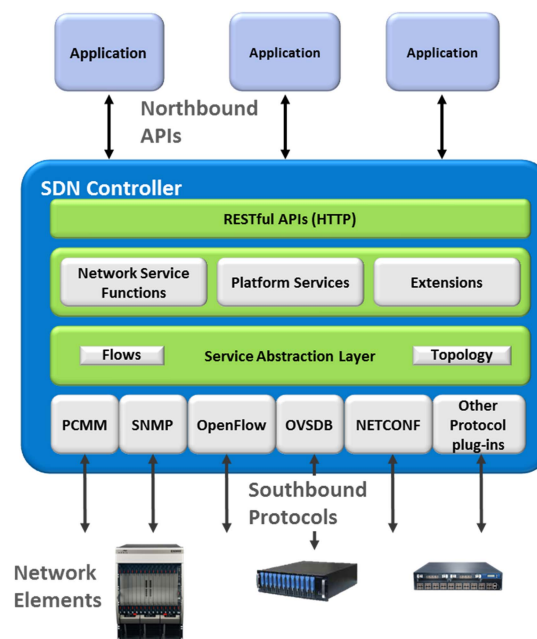 Application
Application
Application
Northbound
APIs
SDN Controller
RESTful APIs (HTTP)
Network Service
Functions
Platform Services
Extensions
Flows
Service Abstraction Layer
Topology
PCMM
SNMP
OpenFlow
OVSDB
NETCONF
Other
Protocol
plug-ins
Southbound
Protocols
Network
Elements